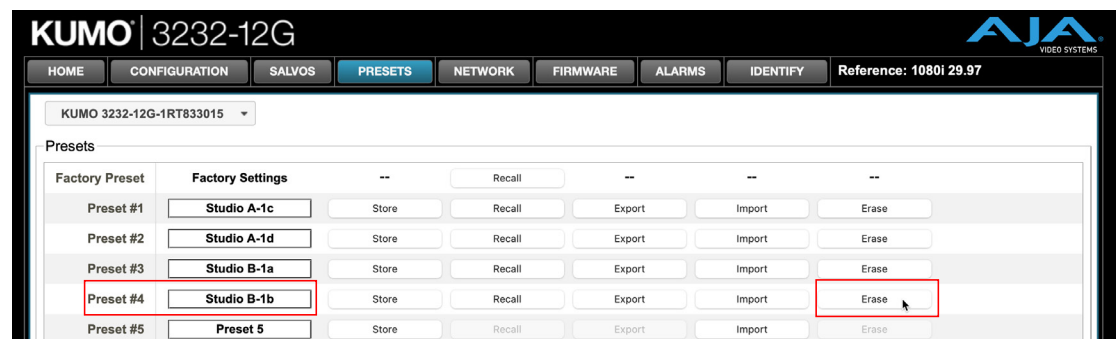 KUMO® 3232-12G
AJA
VIDEO SYSTEMS
HOME CONFIGURATION SALVOS PRESETS NETWORK FIRMWARE ALARMS IDENTIFY Reference: 1080i 29.97
KUMO 3232-12G-1RT833015
Presets
Factory Preset Factory Settings -- Recall -- -- --
Preset #1 Studio A-1c Store Recall Export Import Erase
Preset #2 Studio A-1d Store Recall Export Import Erase
Preset #3 Studio B-1a Store Recall Export Import Erase
Preset #4 Studio B-1b Store Recall Export Import Erase
Preset #5 Preset 5 Store Recall Export Import Erase